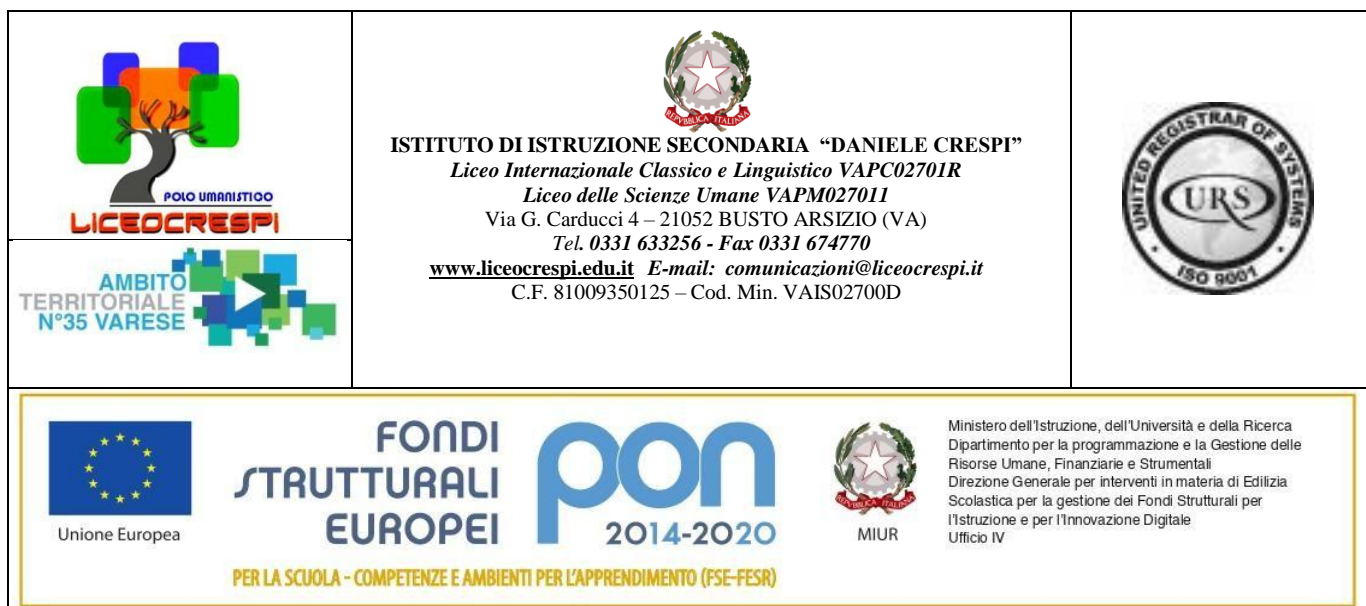 POLO UMANISTICO
LICEOCRESPI
AMBITO
TERRITORIALE
N°35 VARESE
REPVBBLICA ITALIANA
ISTITUTO DI ISTRUZIONE SECONDARIA “DANIELE CRESPI”
Liceo Internazionale Classico e Linguistico VAPC02701R
Liceo delle Scienze Umane VAPM027011
Via G. Carducci 4 – 21052 BUSTO ARSIZIO (VA)
Tel. 0331 633256 - Fax 0331 674770
www.liceocrespi.edu.it E-mail: comunicazioni@liceocrespi.it
C.F. 81009350125 – Cod. Min. VAIS02700D
UNITED REGISTRAR OF SYSTEMS
URS
ISO 9001
Unione Europea
FONDI
STRUTTURALI
EUROPEI
pon
2014-2020
PER LA SCUOLA - COMPETENZE E AMBIENTI PER L'APPRENDIMENTO (FSE-FESR)
REPVBBLICA ITALIANA
MIUR
Ministero dell'Istruzione, dell'Università e della Ricerca
Dipartimento per la programmazione e la Gestione delle
Risorse Umane, Finanziarie e Strumentali
Direzione Generale per interventi in materia di Edilizia
Scolastica per la gestione dei Fondi Strutturali per
l'Istruzione e per l'Innovazione Digitale
Ufficio IV